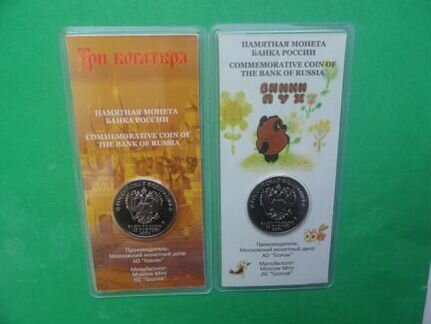 Три богатыря
ПАМЯТНАЯ МОНЕТА
БАНКА РОССИИ
COMMEMORATIVE COIN OF
THE BANK OF RUSSIA
Производитель:
Московский монетный двор
АО "Гознак"
Manufacturer:
Moscow Mint
JSC "Goznak"
ПАМЯТНАЯ МОНЕТА
БАНКА РОССИИ
COMMEMORATIVE COIN OF
THE BANK OF RUSSIA
ВИННИ
ПУХ
Производитель:
Московский монетный двор
АО "Гознак"
Manufacturer:
Moscow Mint
JSC "Goznak"